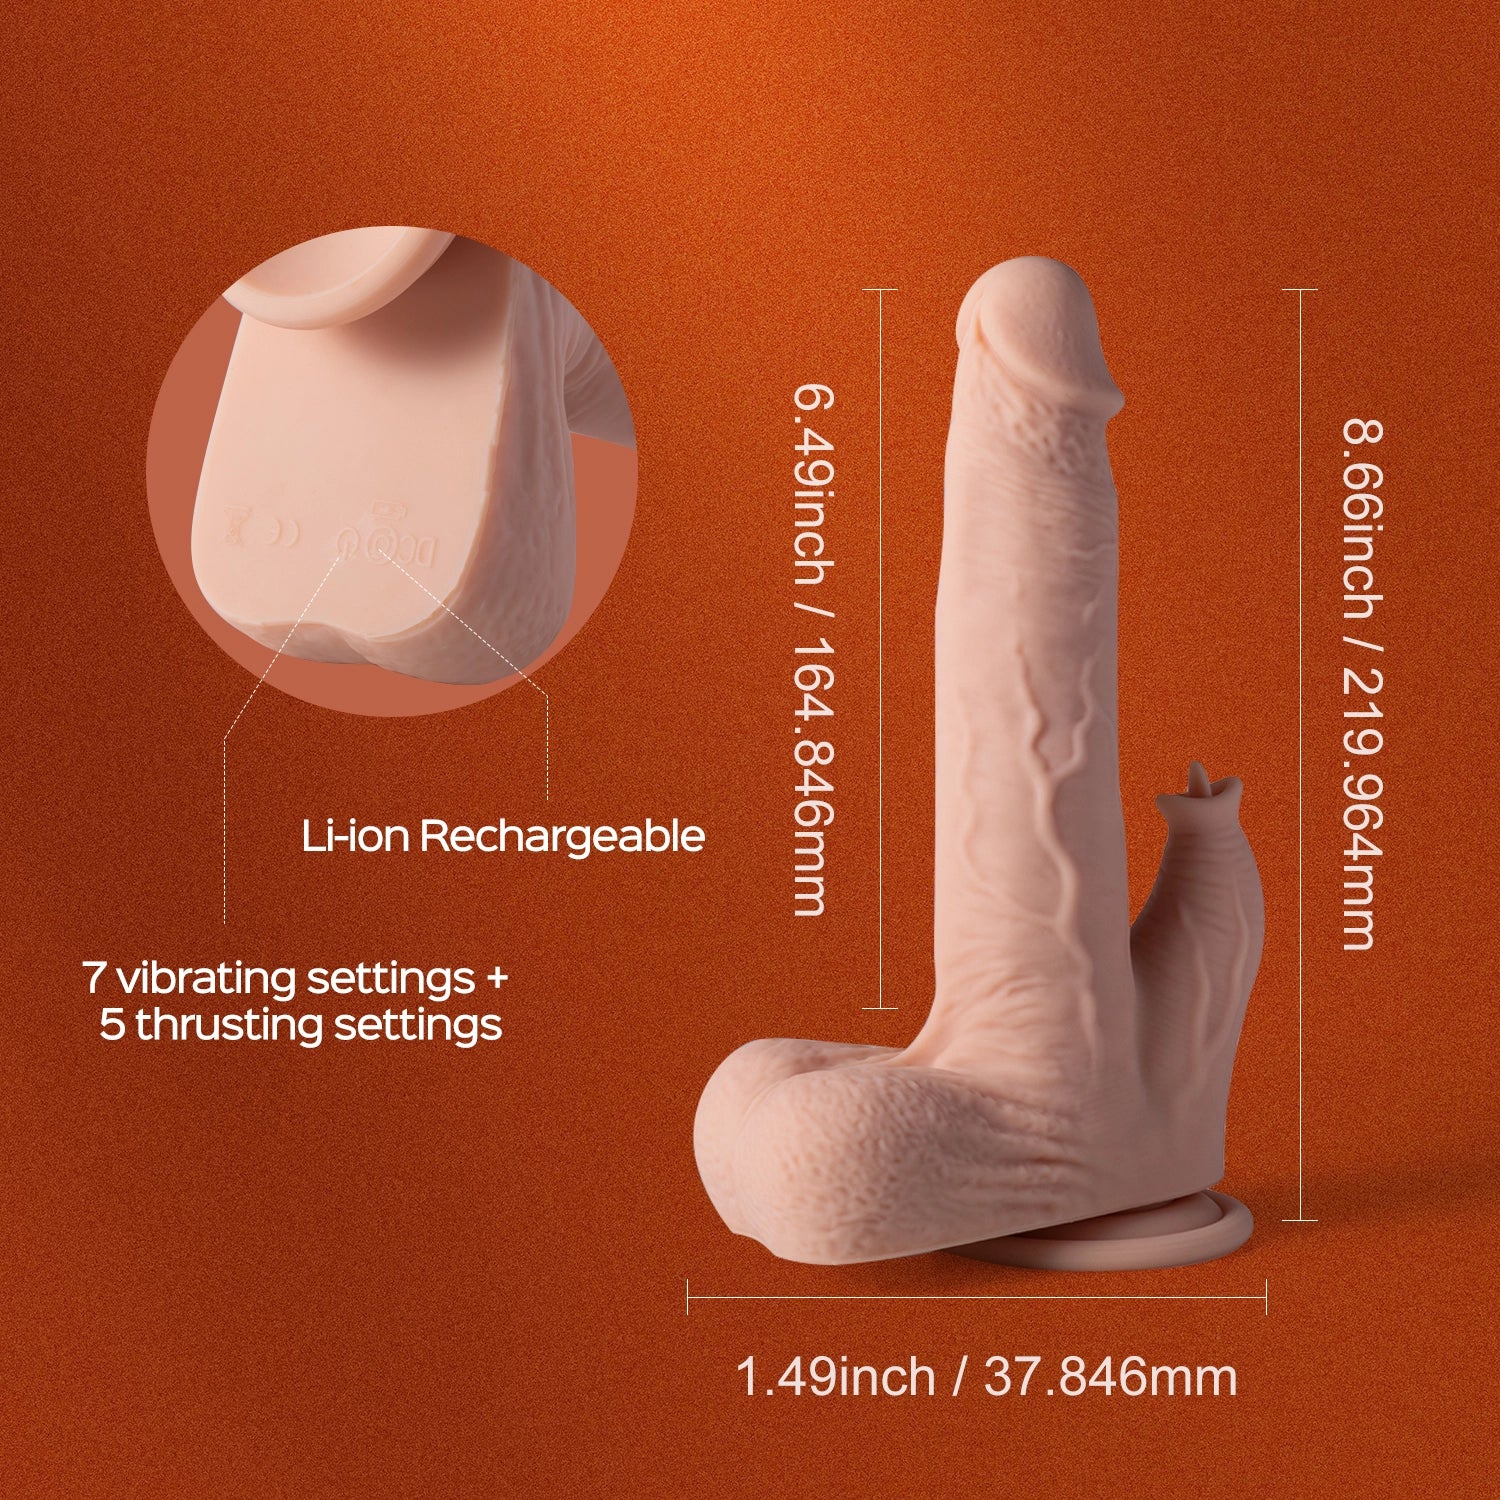 6.49inch / 164.846mm
8.66inch / 219.964mm
DC
Li-ion Rechargeable
7 vibrating settings +
5 thrusting settings
1.49inch / 37.846mm